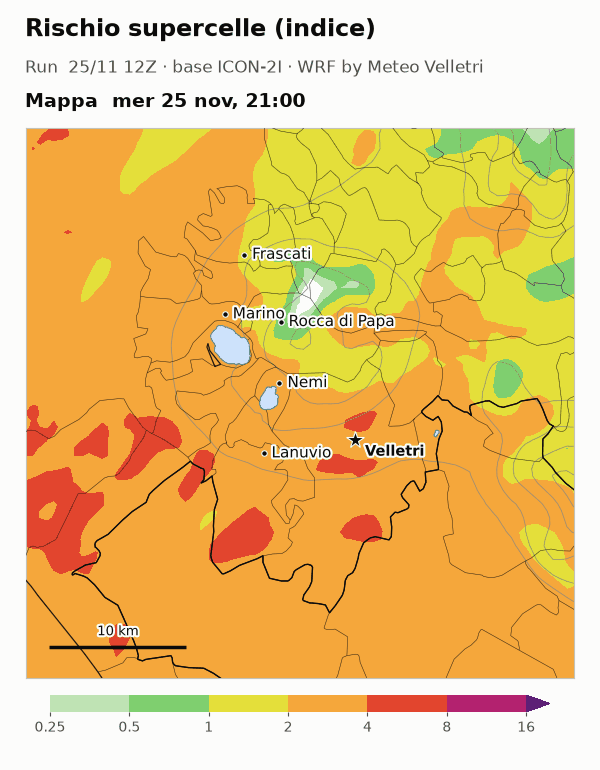 Rischio supercelle (indice)
Run  25/11 12Z · base ICON-2I · WRF by Meteo Velletri
Mappa  mer 25 nov, 21:00
Frascati
Marino
Rocca di Papa
Nemi
Velletri
Lanuvio
10 km
0.25 0.5 1 2 4 8 16